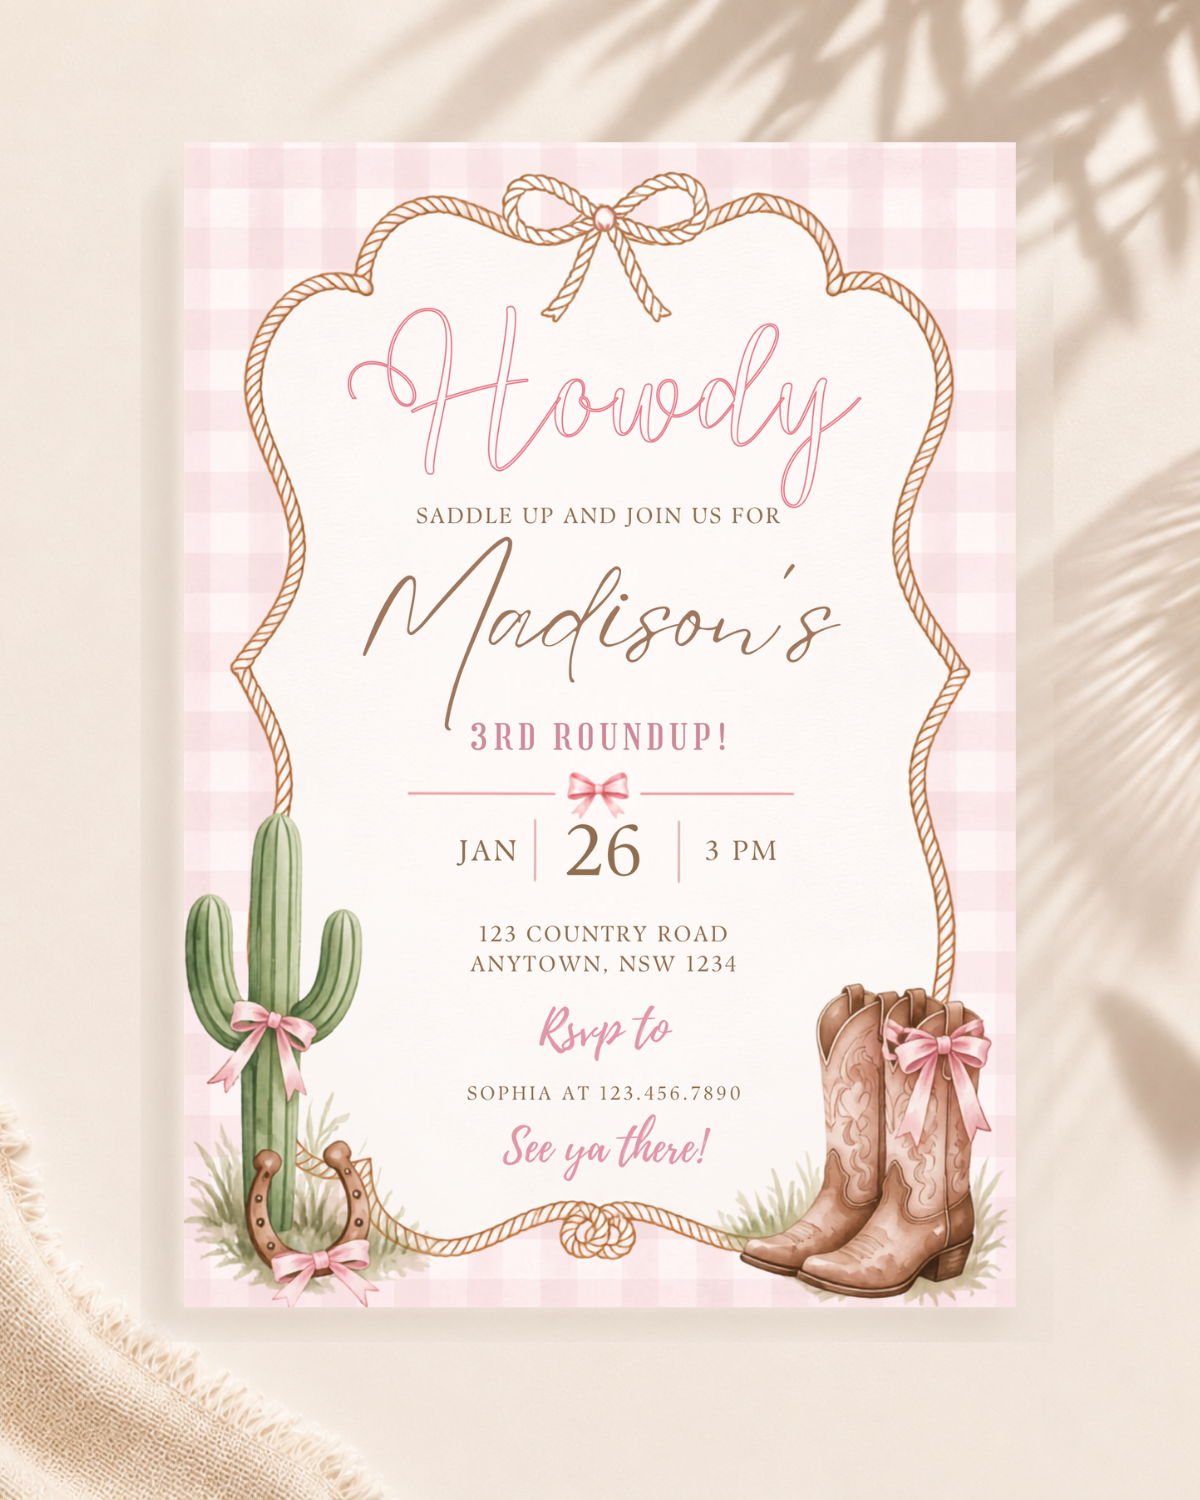 Howdy
SADDLE UP AND JOIN US FOR
Madison's
3RD ROUNDUP!
JAN 26 3 PM
123 COUNTRY ROAD
ANYTOWN, NSW 1234
Rsvp to
SOPHIA AT 123.456.7890
See ya there!